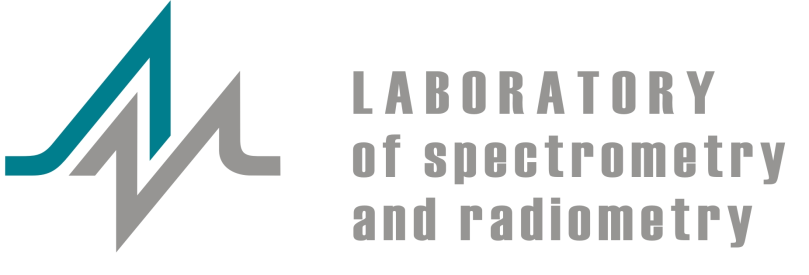 LABORATORY
of spectrometry
and radiometry